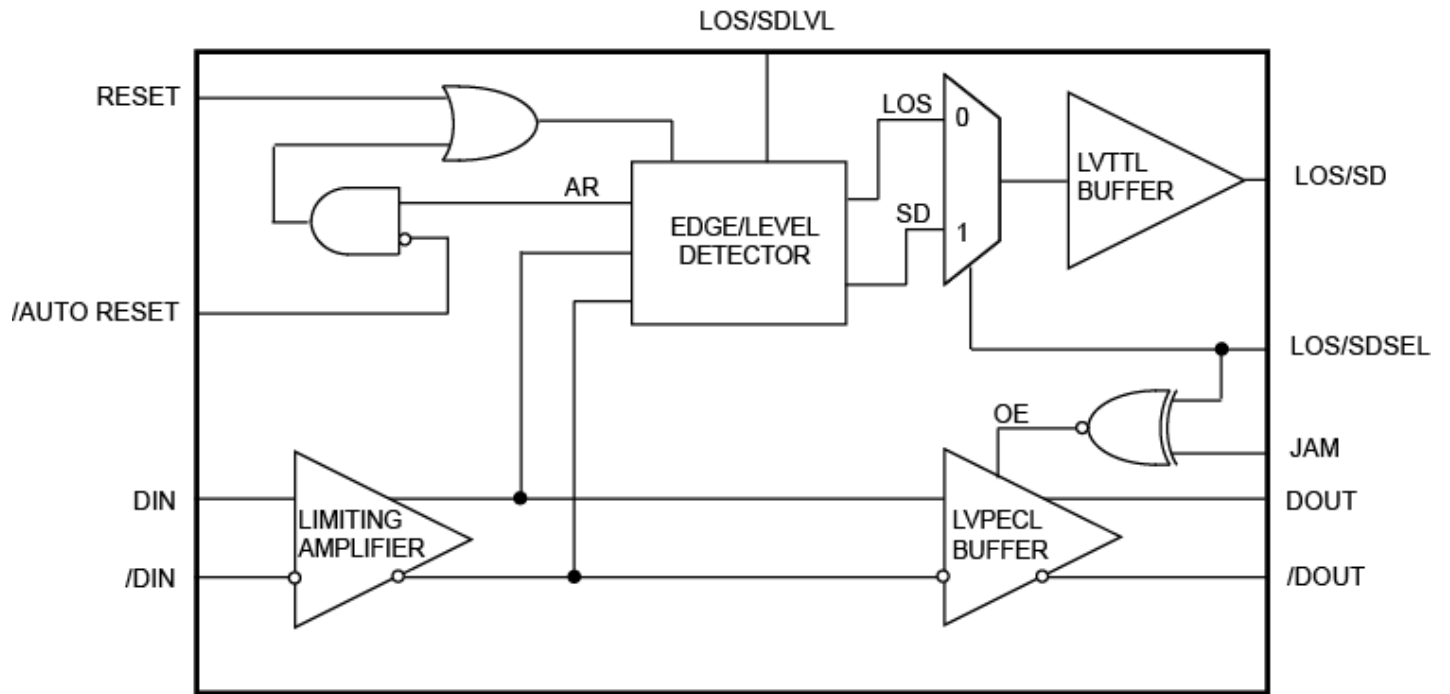 LOS/SDLVL
RESET
LOS
0
LVTTL
BUFFER
LOS/SD
AR
EDGE/LEVEL
DETECTOR
SD
1
/AUTO RESET
LOS/SDSEL
OE
JAM
DIN
LIMITING
AMPLIFIER
LVPECL
BUFFER
DOUT
/DIN
/DOUT